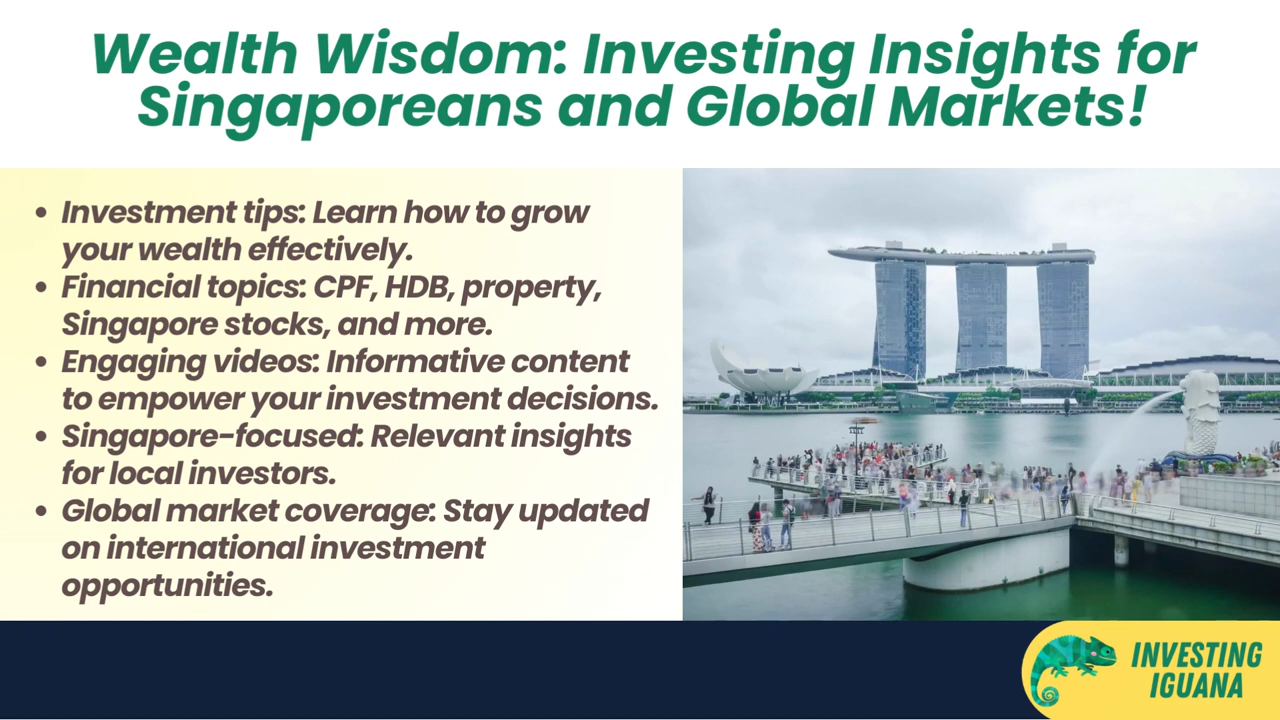 Wealth Wisdom: Investing Insights for
Singaporeans and Global Markets!
• Investment tips: Learn how to grow
your wealth effectively.
• Financial topics: CPF, HDB, property,
Singapore stocks, and more.
• Engaging videos: Informative content
to empower your investment decisions.
• Singapore-focused: Relevant insights
for local investors.
• Global market coverage: Stay updated
on international investment
opportunities.
INVESTING
IGUANA